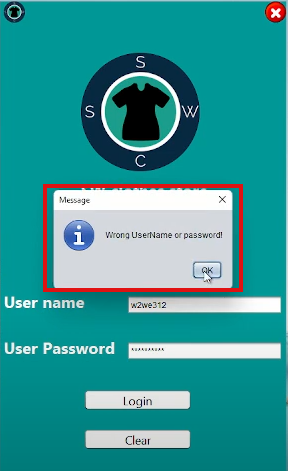 S
S W
C
Message
Wrong UserName or password!
OK
User name
w2we312
User Password
**********
Login
Clear